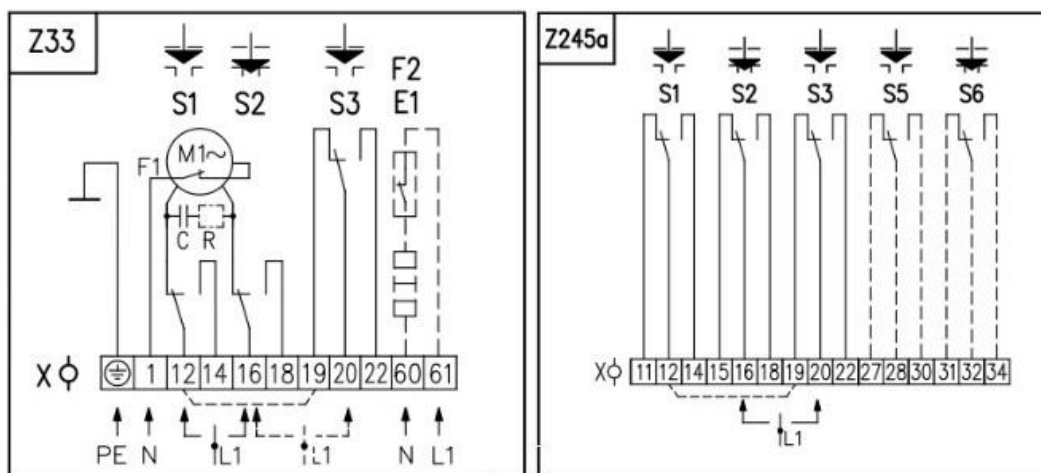 Z33
S1 S2 S3 F2
E1
F1 M1~
C R
X 1 12 14 16 18 19 20 22 60 61
PE N L1 L1 N L1
Z245a
S1 S2 S3 S5 S6
X 11 12 14 15 16 18 19 20 22 27 28 30 31 32 34
L1